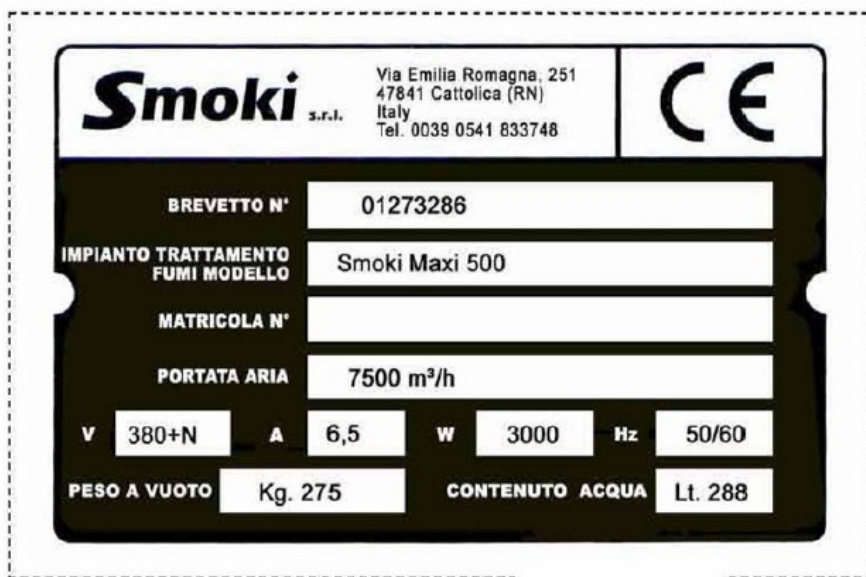 Smoki s.r.l.
Via Emilia Romagna, 251
47841 Cattolica (RN)
Italy
Tel. 0039 0541 833748
CE
BREVETTO N° 01273286
IMPIANTO TRATTAMENTO
FUMI MODELLO Smoki Maxi 500
MATRICOLA N°
PORTATA ARIA 7500 m³/h
V 380+N A 6,5 W 3000 Hz 50/60
PESO A VUOTO Kg. 275 CONTENUTO ACQUA Lt. 288